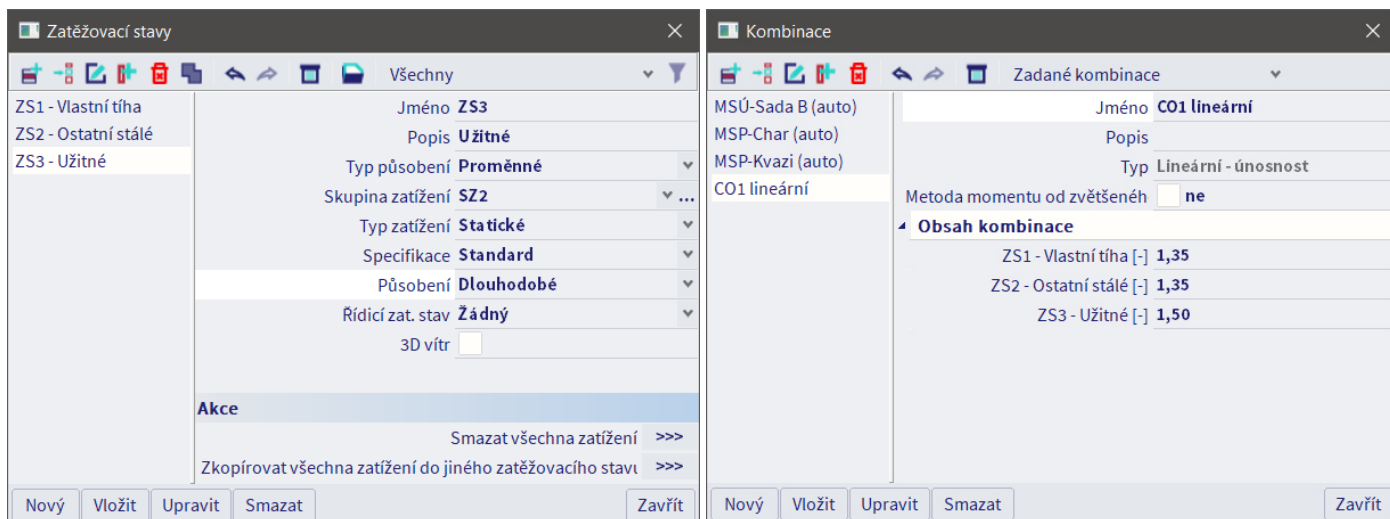 Zatěžovací stavy
Všechny
ZS1 - Vlastní tíha
ZS2 - Ostatní stálé
ZS3 - Užitné
Jméno ZS3
Popis Užitné
Typ působení Proměnné
Skupina zatížení SZ2 ...
Typ zatížení Statické
Specifikace Standard
Působení Dlouhodobé
Řídicí zat. stav Žádný
3D vítr
Akce
Smazat všechna zatížení >>>
Zkopírovat všechna zatížení do jiného zatěžovacího stavu >>>
Nový Vložit Upravit Smazat Zavřít
Kombinace
Zadané kombinace
MSÚ-Sada B (auto)
MSP-Char (auto)
MSP-Kvazi (auto)
CO1 lineární
Jméno CO1 lineární
Popis
Typ Lineární - únosnost
Metoda momentu od zvětšenéh ne
Obsah kombinace
ZS1 - Vlastní tíha [-] 1,35
ZS2 - Ostatní stálé [-] 1,35
ZS3 - Užitné [-] 1,50
Nový Vložit Upravit Smazat Zavřít